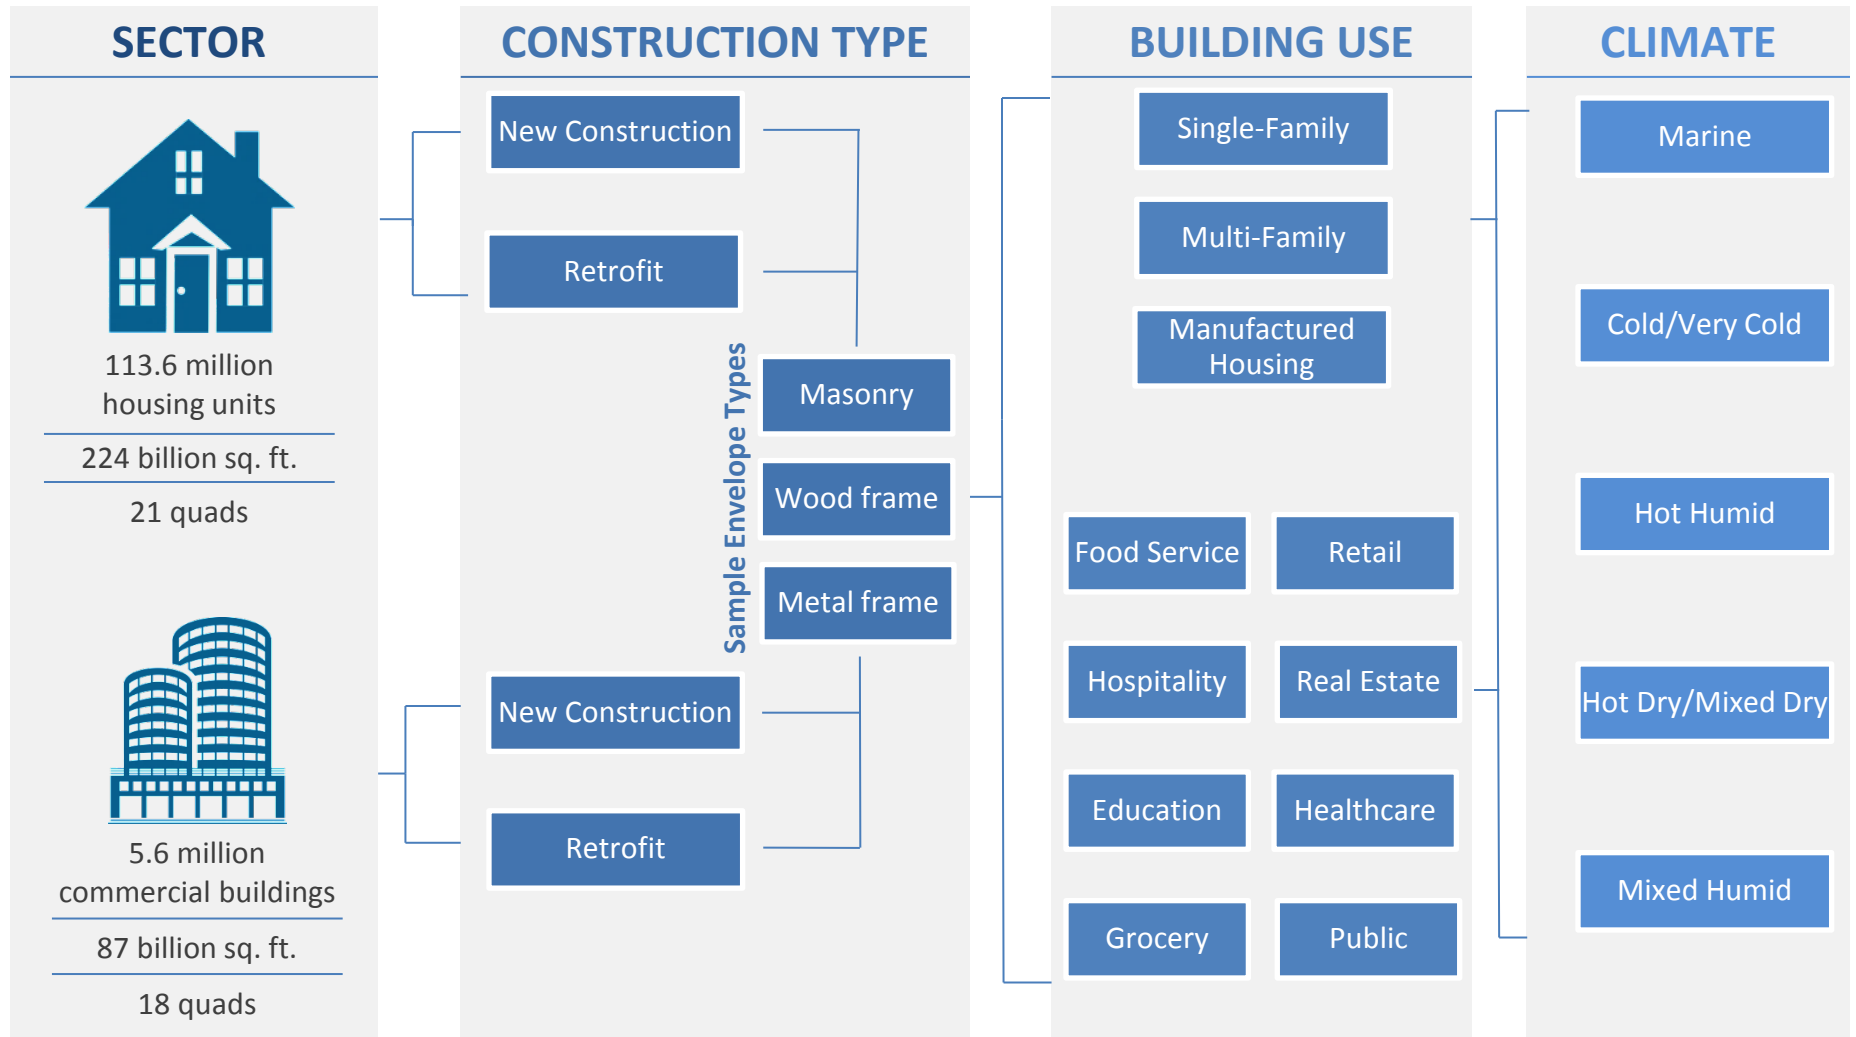 SECTOR
113.6 million
housing units
224 billion sq. ft.
21 quads
5.6 million
commercial buildings
87 billion sq. ft.
18 quads
CONSTRUCTION TYPE
New Construction
Retrofit
Sample Envelope Types
Masonry
Wood frame
Metal frame
New Construction
Retrofit
BUILDING USE
Single-Family
Multi-Family
Manufactured
Housing
Food Service
Retail
Hospitality
Real Estate
Education
Healthcare
Grocery
Public
CLIMATE
Marine
Cold/Very Cold
Hot Humid
Hot Dry/Mixed Dry
Mixed Humid